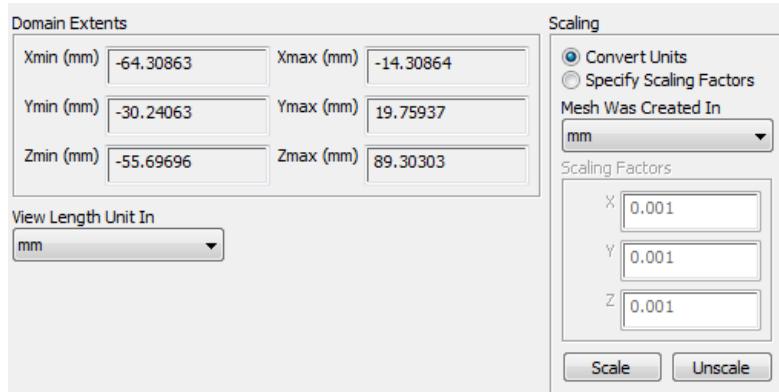 Domain Extents
Xmin (mm) -64.30863 Xmax (mm) -14.30864
Ymin (mm) -30.24063 Ymax (mm) 19.75937
Zmin (mm) -55.69696 Zmax (mm) 89.30303
View Length Unit In
mm
Scaling
Convert Units
Specify Scaling Factors
Mesh Was Created In
mm
Scaling Factors
X 0.001
Y 0.001
Z 0.001
Scale Unscale